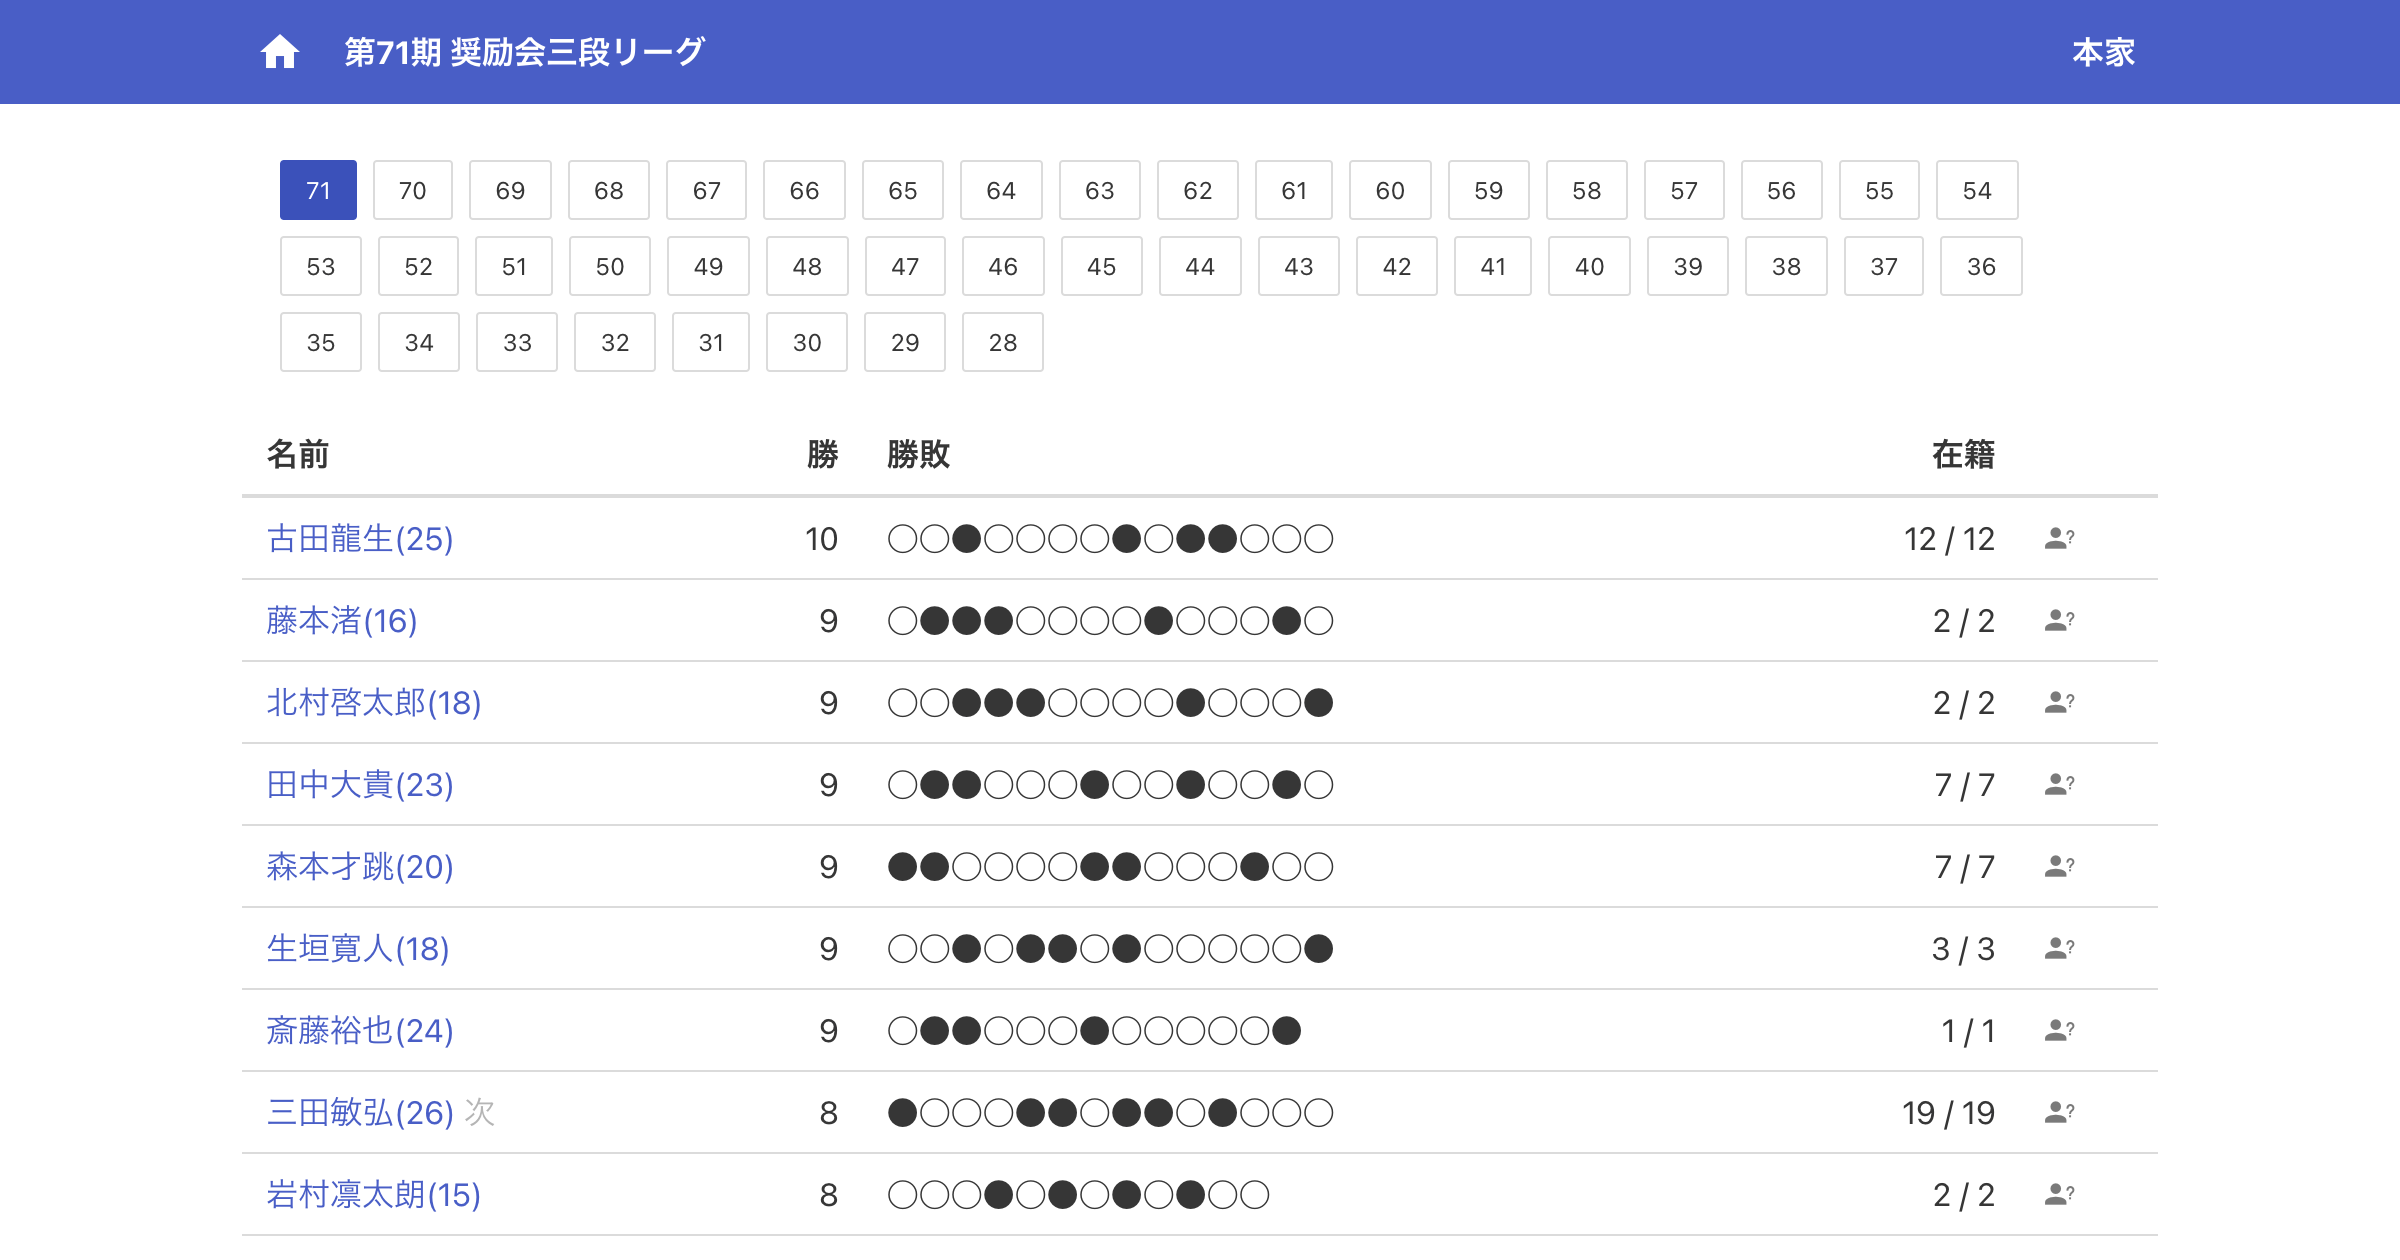 第71期 奨励会三段リーグ 本家
71 70 69 68 67 66 65 64 63 62 61 60 59 58 57 56 55 54
53 52 51 50 49 48 47 46 45 44 43 42 41 40 39 38 37 36
35 34 33 32 31 30 29 28
名前 勝 勝敗 在籍
古田龍生(25) 10 ○○●○○○○●○●●○○○ 12 / 12 ?
藤本渚(16) 9 ○●●●○○○○●○○○●○ 2 / 2 ?
北村啓太郎(18) 9 ○○●●●○○○○●○○○● 2 / 2 ?
田中大貴(23) 9 ○●●○○○●○○●○○●○ 7 / 7 ?
森本才跳(20) 9 ●●○○○○●●○○○●○○ 7 / 7 ?
生垣寛人(18) 9 ○○●○●●○●○○○○○● 3 / 3 ?
斎藤裕也(24) 9 ○●●○○○●○○○○○● 1 / 1 ?
三田敏弘(26) 次 8 ●○○○●●○●●○●○○○ 19 / 19 ?
岩村凛太朗(15) 8 ○○○●○●○●○●○○ 2 / 2 ?